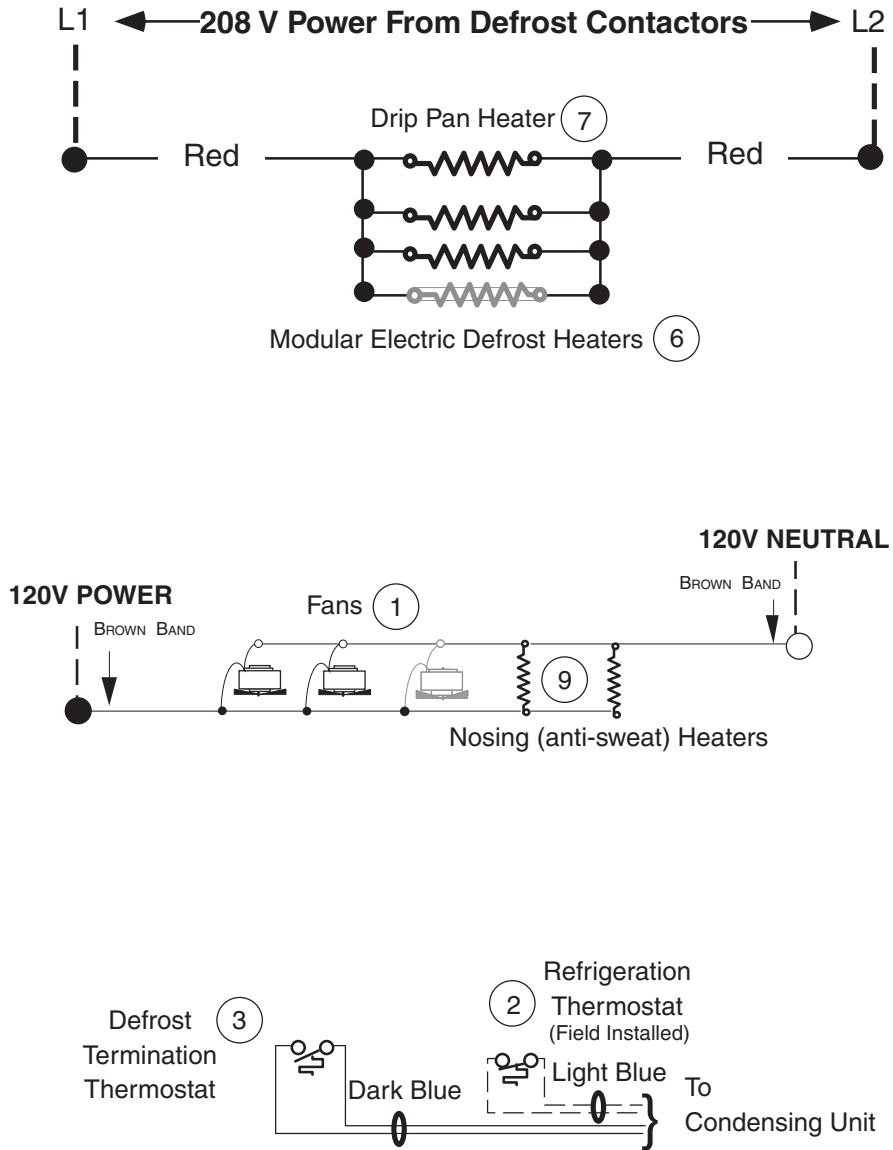 L1 208 V Power From Defrost Contactors L2
Drip Pan Heater 7
Red Red
Modular Electric Defrost Heaters 6
120V NEUTRAL
120V POWER
BROWN BAND
Fans 1
BROWN BAND
9
Nosing (anti-sweat) Heaters
Defrost
Termination
Thermostat
3
2
Refrigeration
Thermostat
(Field Installed)
Dark Blue
Light Blue
To
Condensing Unit